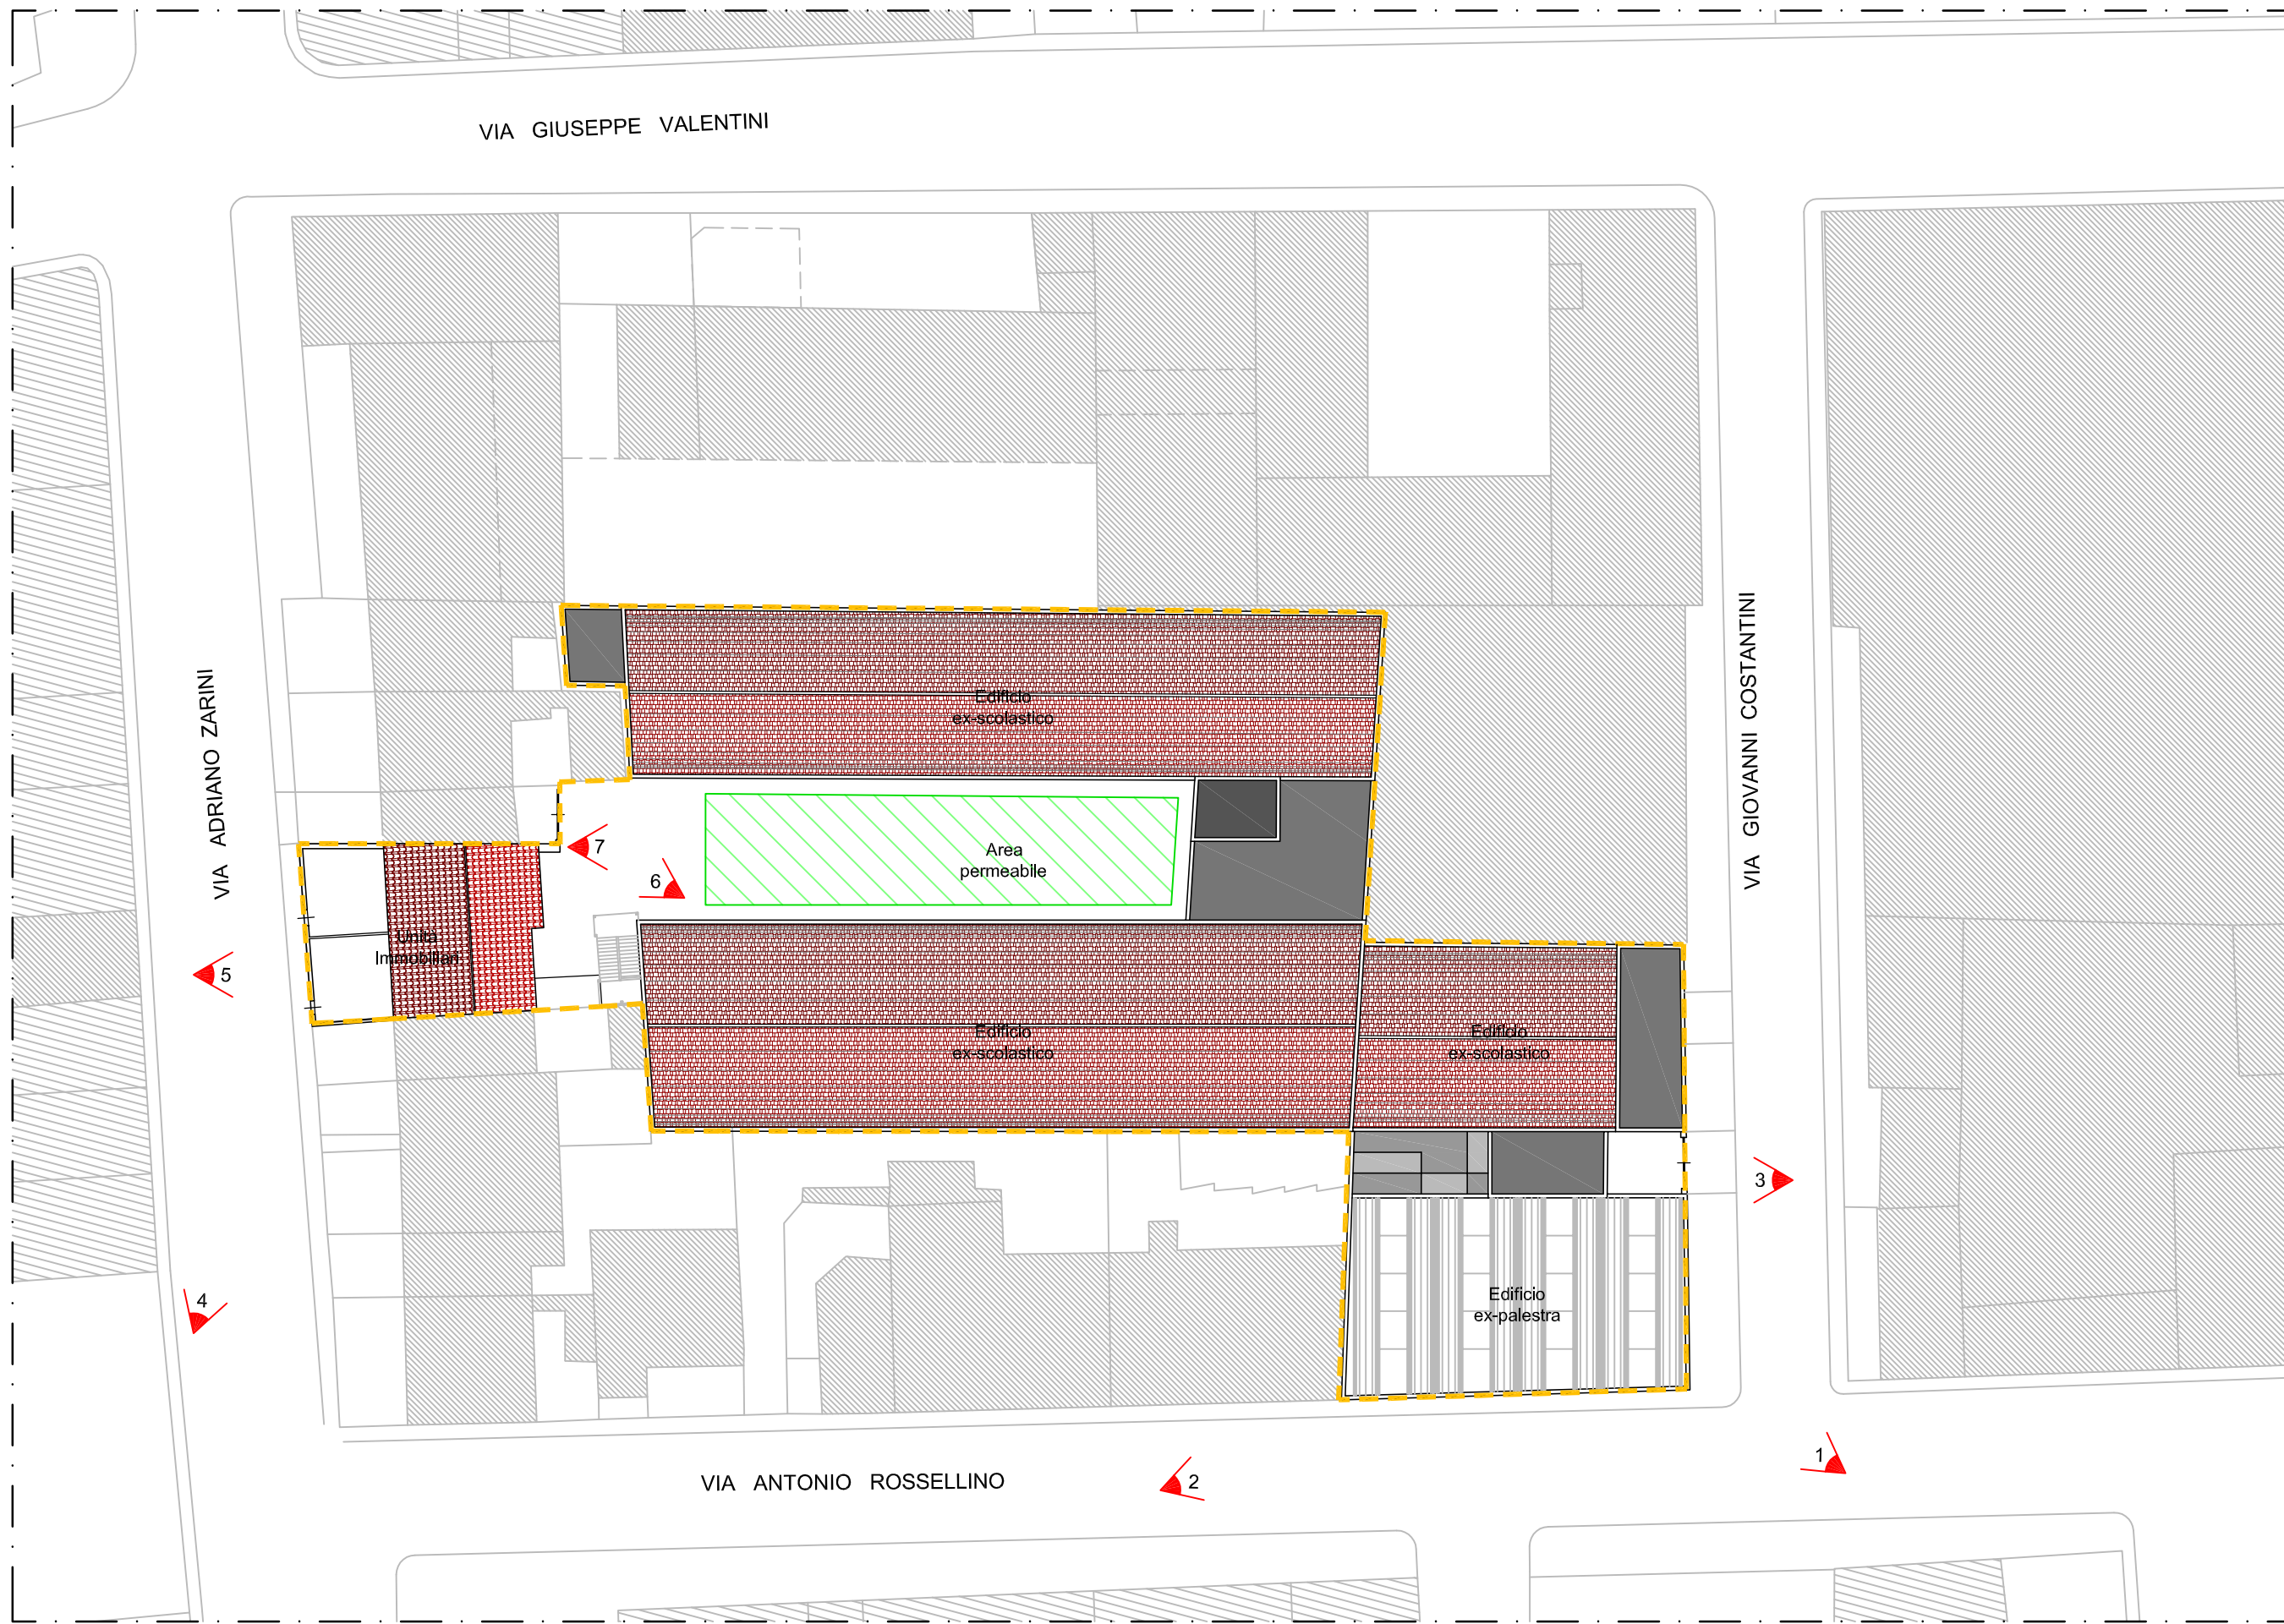 VIA GIUSEPPE VALENTINI
VIA ADRIANO ZARINI
VIA GIOVANNI COSTANTINI
Edificio
ex-scolastico
7
Area
permeabile
6
Unità
Immobiliari
5
Edificio
ex-scolastico
Edificio
ex-scolastico
3
4
Edificio
ex-palestra
1
VIA ANTONIO ROSSELLINO
2